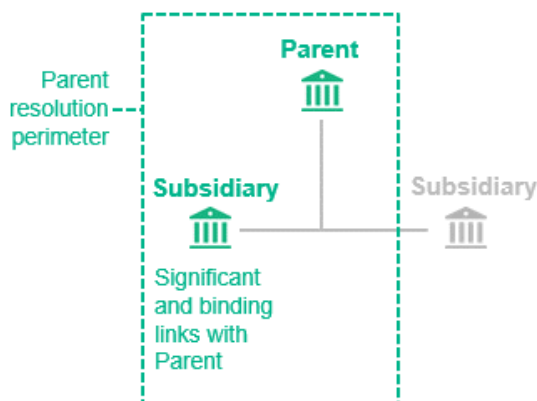 Parent
Parent
resolution
perimeter
Subsidiary
Subsidiary
Significant
and binding
links with
Parent